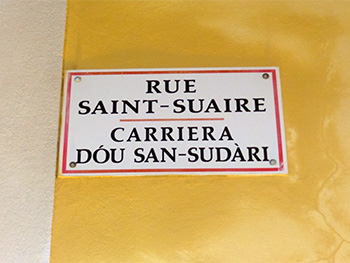 RUE
SAINT-SUAIRE
CARRIERA
DÓU SAN-SUDÀRI